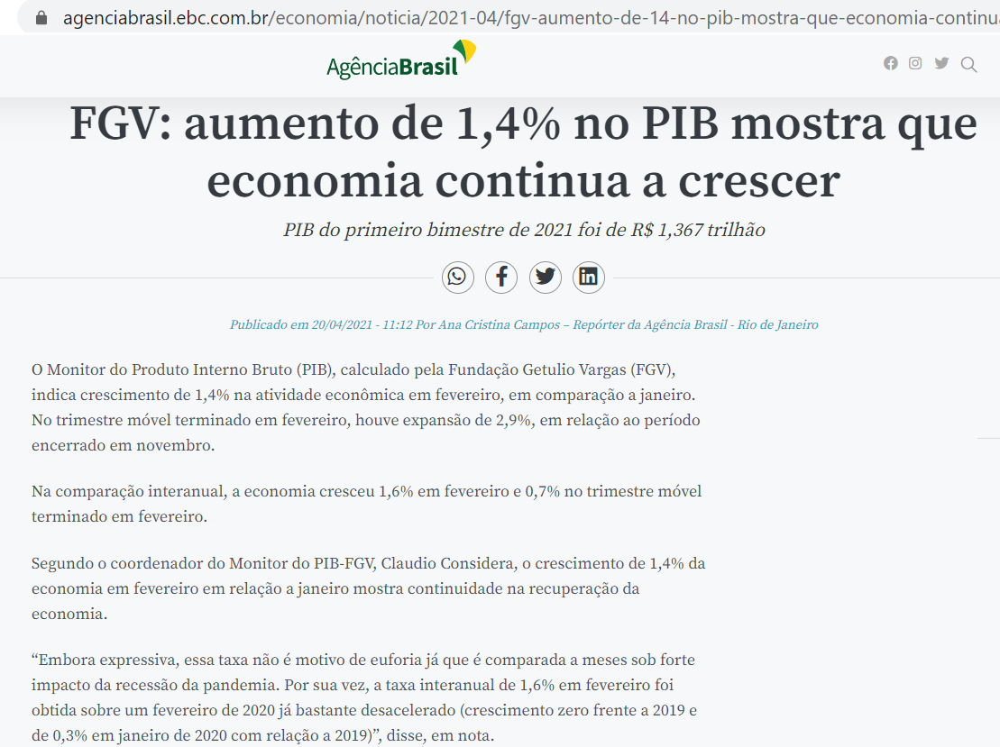 agenciabrasil.ebc.com.br/economia/noticia/2021-04/fgv-aumento-de-14-no-pib-mostra-que-economia-continua
AgênciaBrasil
FGV: aumento de 1,4% no PIB mostra que
economia continua a crescer
PIB do primeiro bimestre de 2021 foi de R$ 1,367 trilhão
Publicado em 20/04/2021 - 11:12 Por Ana Cristina Campos – Repórter da Agência Brasil - Rio de Janeiro
O Monitor do Produto Interno Bruto (PIB), calculado pela Fundação Getulio Vargas (FGV),
indica crescimento de 1,4% na atividade econômica em fevereiro, em comparação a janeiro.
No trimestre móvel terminado em fevereiro, houve expansão de 2,9%, em relação ao período
encerrado em novembro.
Na comparação interanual, a economia cresceu 1,6% em fevereiro e 0,7% no trimestre móvel
terminado em fevereiro.
Segundo o coordenador do Monitor do PIB-FGV, Claudio Considera, o crescimento de 1,4% da
economia em fevereiro em relação a janeiro mostra continuidade na recuperação da
economia.
“Embora expressiva, essa taxa não é motivo de euforia já que é comparada a meses sob forte
impacto da recessão da pandemia. Por sua vez, a taxa interanual de 1,6% em fevereiro foi
obtida sobre um fevereiro de 2020 já bastante desacelerado (crescimento zero frente a 2019 e
de 0,3% em janeiro de 2020 com relação a 2019)”, disse, em nota.